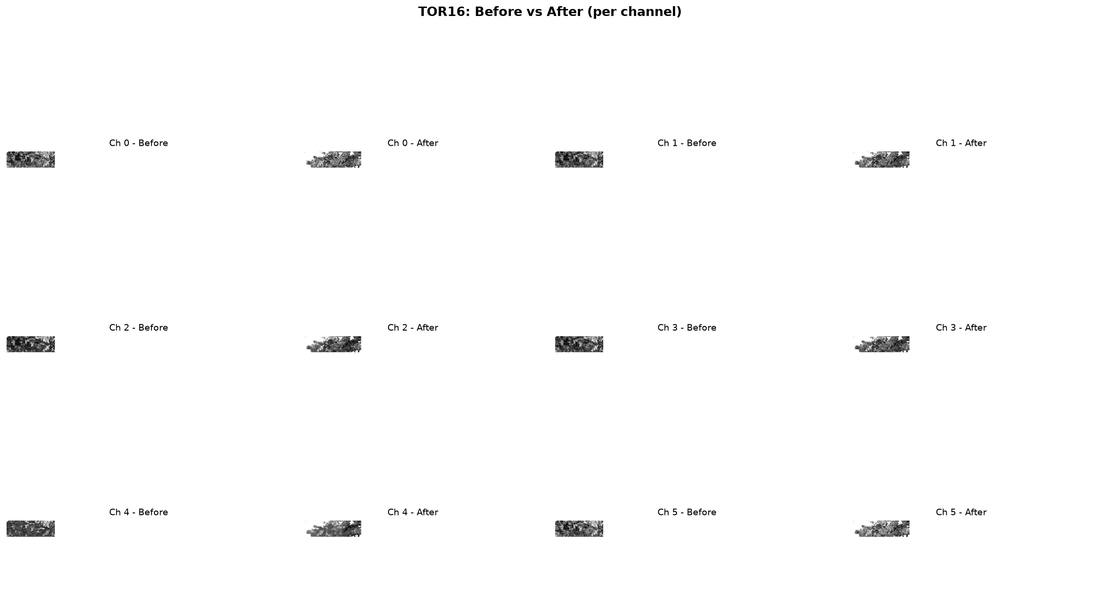 TOR16: Before vs After (per channel)
Ch 0 - Before
Ch 0 - After
Ch 1 - Before
Ch 1 - After
Ch 2 - Before
Ch 2 - After
Ch 3 - Before
Ch 3 - After
Ch 4 - Before
Ch 4 - After
Ch 5 - Before
Ch 5 - After